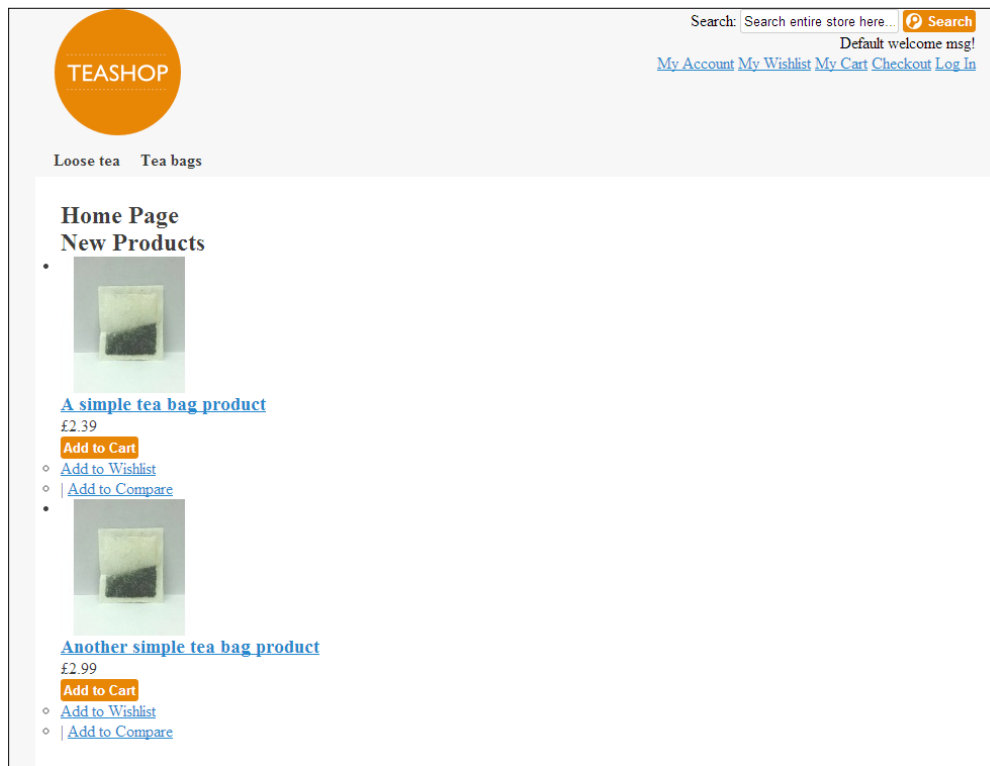 TEASHOP
Search: Search entire store here... Search
Default welcome msg!
My Account My Wishlist My Cart Checkout Log In
Loose tea Tea bags
Home Page
New Products
A simple tea bag product
£2.39
Add to Cart
Add to Wishlist
| Add to Compare
Another simple tea bag product
£2.99
Add to Cart
Add to Wishlist
| Add to Compare